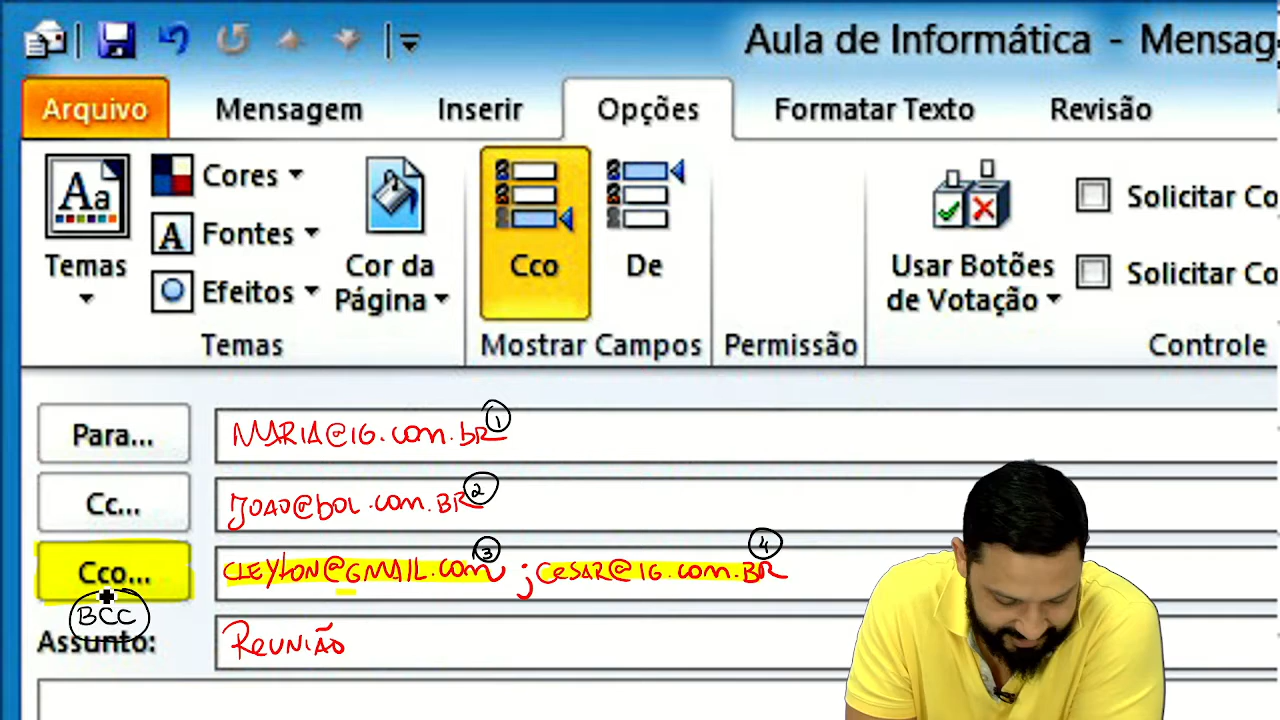 Aula de Informática - Mensag
Arquivo Mensagem Inserir Opções Formatar Texto Revisão
Aa Cores
A Fontes
Temas Efeitos
Cor da Página
Temas
Cco De
Mostrar Campos
Permissão
Usar Botões de Votação
Solicitar Co
Solicitar Co
Controle
Para... MARIA@IG.com.bR 1
Cc... JOAO@bOL.com.BR 2
Cco... CLEYTON@GMAIL.com 3 ; CESAR@IG.com.BR 4
BCC
Assunto: REUNIÃO